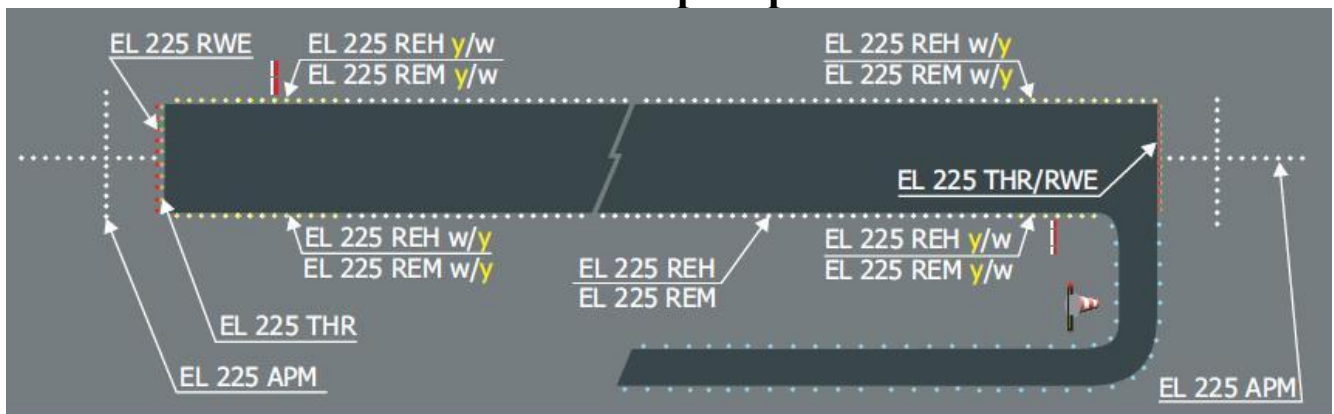 EL 225 RWE
EL 225 REH y/w
EL 225 REM y/w
EL 225 REH w/y
EL 225 REM w/y
EL 225 THR/RWE
EL 225 REH w/y
EL 225 REM w/y
EL 225 REH
EL 225 REM
EL 225 REH y/w
EL 225 REM y/w
EL 225 THR
EL 225 APM
EL 225 APM